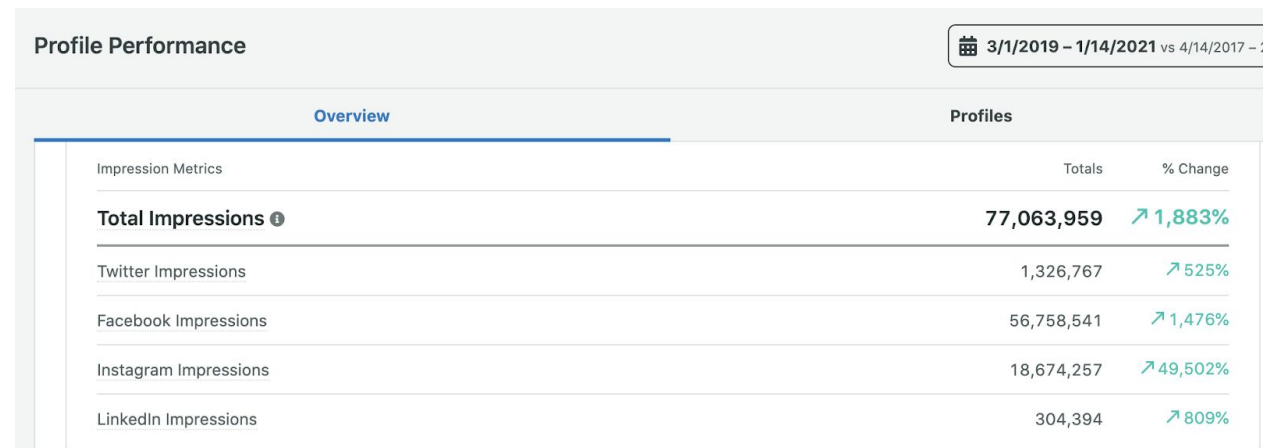 Profile Performance
3/1/2019 – 1/14/2021 vs 4/14/2017 –
Overview Profiles
Impression Metrics Totals % Change
Total Impressions 77,063,959 1,883%
Twitter Impressions 1,326,767 525%
Facebook Impressions 56,758,541 1,476%
Instagram Impressions 18,674,257 49,502%
LinkedIn Impressions 304,394 809%